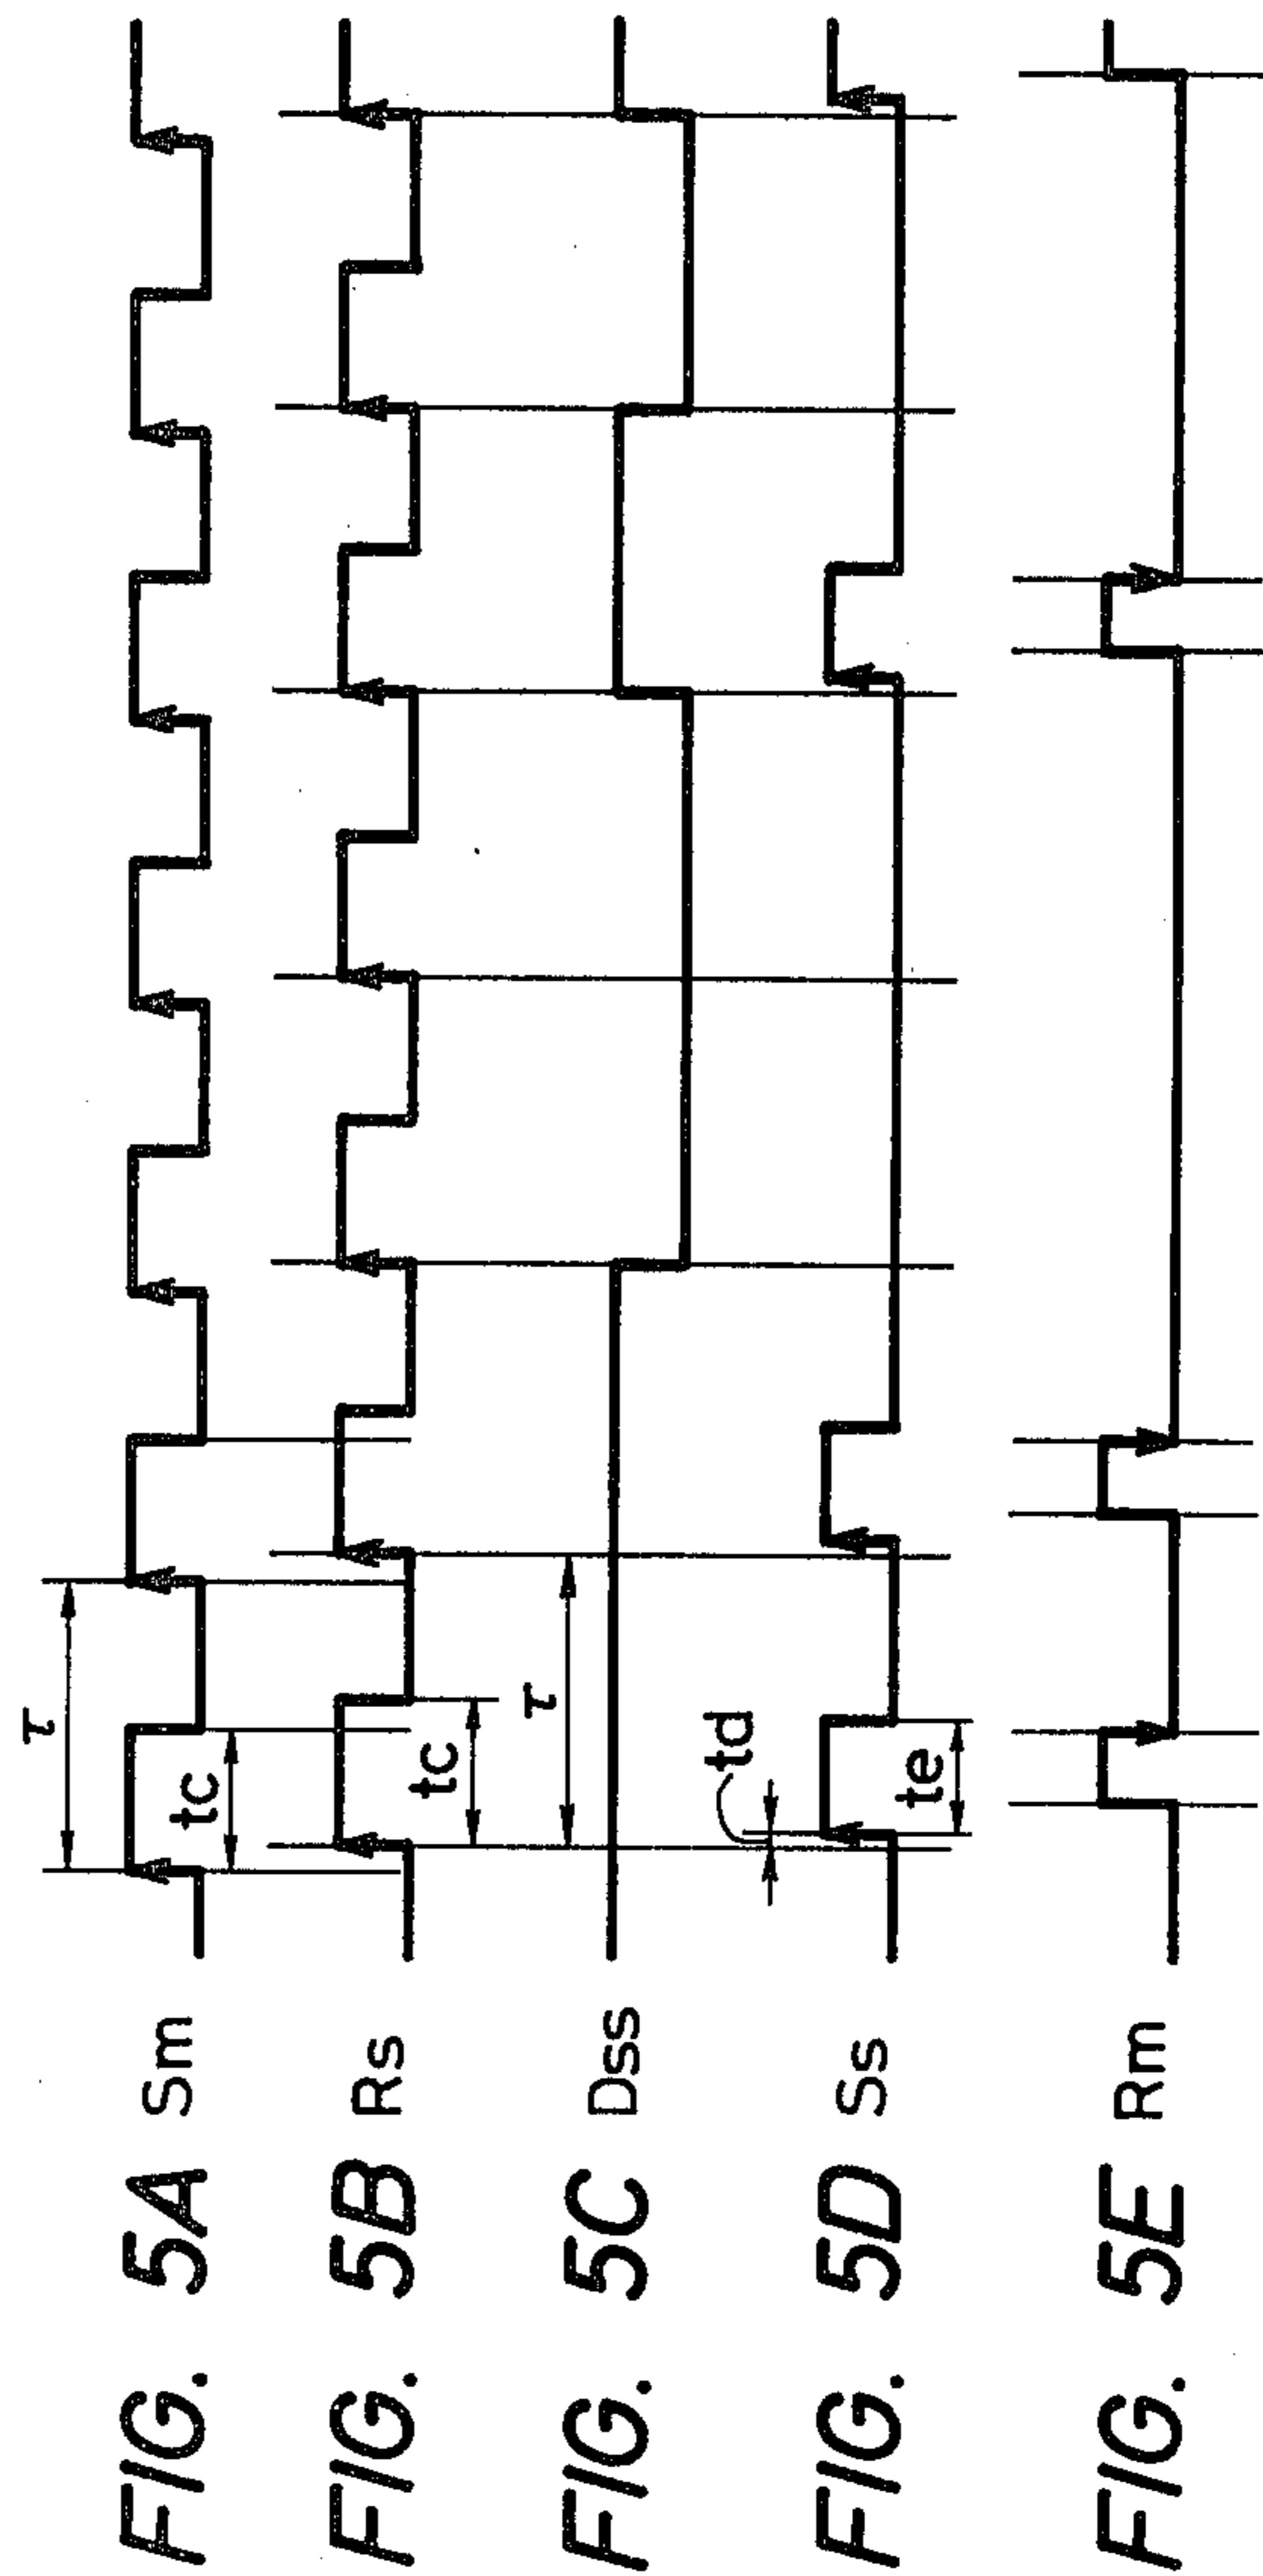 FIG. 5A Sm
τ
tc
FIG. 5B Rs
tc
τ
FIG. 5C Dss
td
FIG. 5D Ss
te
FIG. 5E Rm